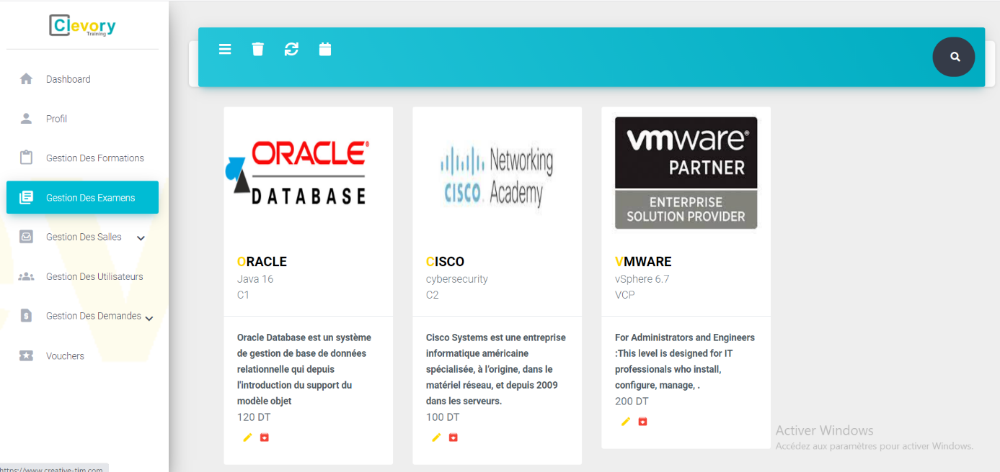 Clevory
Training
Dashboard
Profil
Gestion Des Formations
Gestion Des Examens
Gestion Des Salles
Gestion Des Utilisateurs
Gestion Des Demandes
Vouchers
https://www.creative-tim.com
ORACLE®
DATABASE
ORACLE
Java 16
C1
Oracle Database est un système
de gestion de base de données
relationnelle qui depuis
l'introduction du support du
modèle objet
120 DT
Networking
CISCO. Academy
CISCO
cybersecurity
C2
Cisco Systems est une entreprise
informatique américaine
spécialisée, à l'origine, dans le
matériel réseau, et depuis 2009
dans les serveurs.
100 DT
vmware®
PARTNER
ENTERPRISE
SOLUTION PROVIDER
VMWARE
vSphere 6.7
VCP
For Administrators and Engineers
:This level is designed for IT
professionals who install,
configure, manage, .
200 DT
Activer Windows
Accédez aux paramètres pour activer Windows.